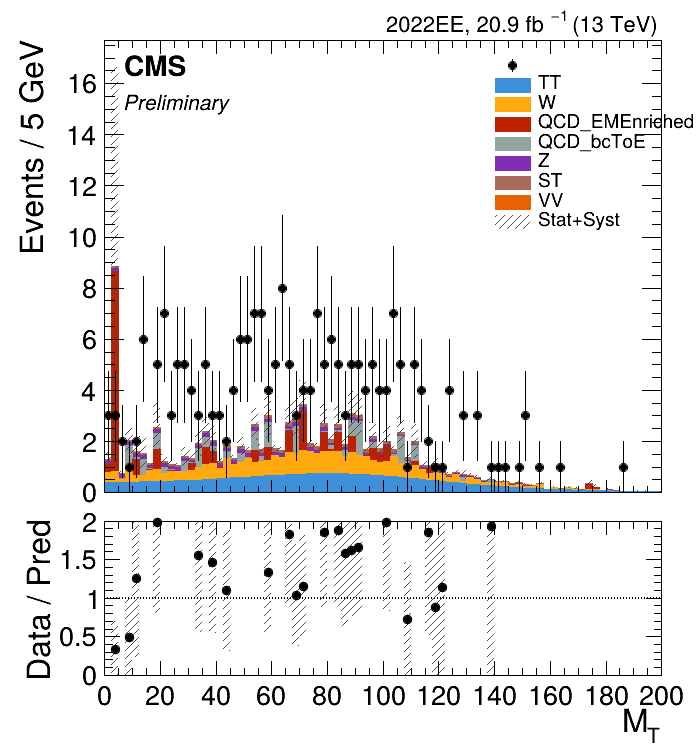 2022EE, 20.9 fb⁻¹ (13 TeV)
Events / 5 GeV
CMS
Preliminary
TT
W
QCD_EMEnriched
QCD_bcToE
Z
ST
VV
Stat+Syst
16
14
12
10
8
6
4
2
0
Data / Pred
2
1.5
1
0.5
0
0 20 40 60 80 100 120 140 160 180 200
M_T